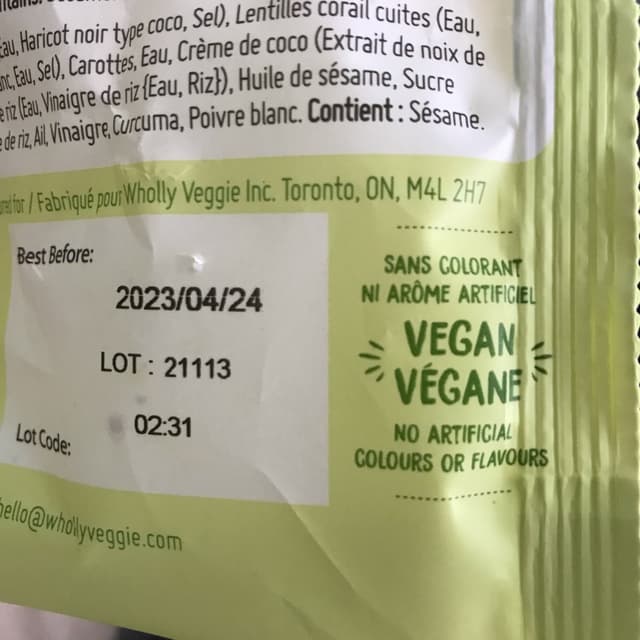 Eau, Haricot noir type coco, Sel), Lentilles corail cuites (Eau,
Eau, Sel), Carottes, Eau, Crème de coco (Extrait de noix de
riz (Eau, Vinaigre de riz {Eau, Riz}), Huile de sésame, Sucre
de riz, Ail, Vinaigre, Curcuma, Poivre blanc. Contient : Sésame.
for / Fabriqué pour Wholly Veggie Inc. Toronto, ON, M4L 2H7
Best Before:
2023/04/24
LOT : 21113
02:31
Lot Code:
hello@whollyveggie.com
SANS COLORANT
NI ARÔME ARTIFICIEL
VEGAN
VÉGANE
NO ARTIFICIAL
COLOURS OR FLAVOURS